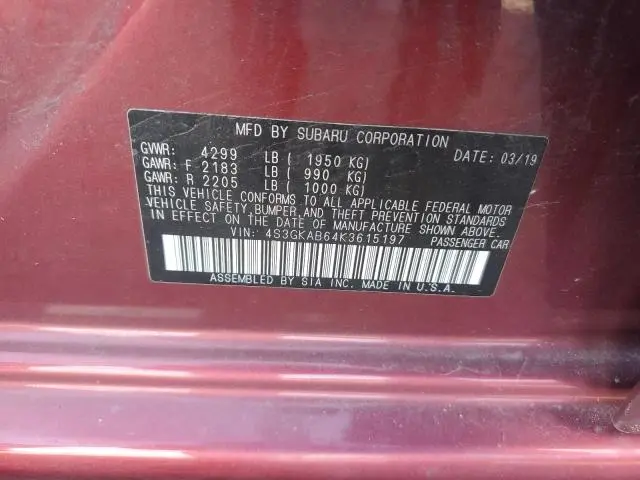 MFD BY SUBARU CORPORATION
GVWR: 4299 LB ( 1950 KG) DATE: 03/19
GAWR: F 2183 LB ( 990 KG)
GAWR: R 2205 LB ( 1000 KG)
THIS VEHICLE CONFORMS TO ALL APPLICABLE FEDERAL MOTOR
VEHICLE SAFETY, BUMPER, AND THEFT PREVENTION STANDARDS
IN EFFECT ON THE DATE OF MANUFACTURE SHOWN ABOVE.
VIN: 4S3GKAB64K3615197 PASSENGER CAR
ASSEMBLED BY SIA INC. MADE IN U.S.A.